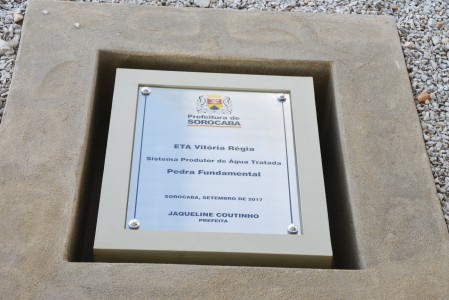 Prefeitura de
SOROCABA
ETA Vitória Régia
Sistema Produtor de Água Tratada
Pedra Fundamental
SOROCABA, SETEMBRO DE 2017
JAQUELINE COUTINHO
PREFEITA